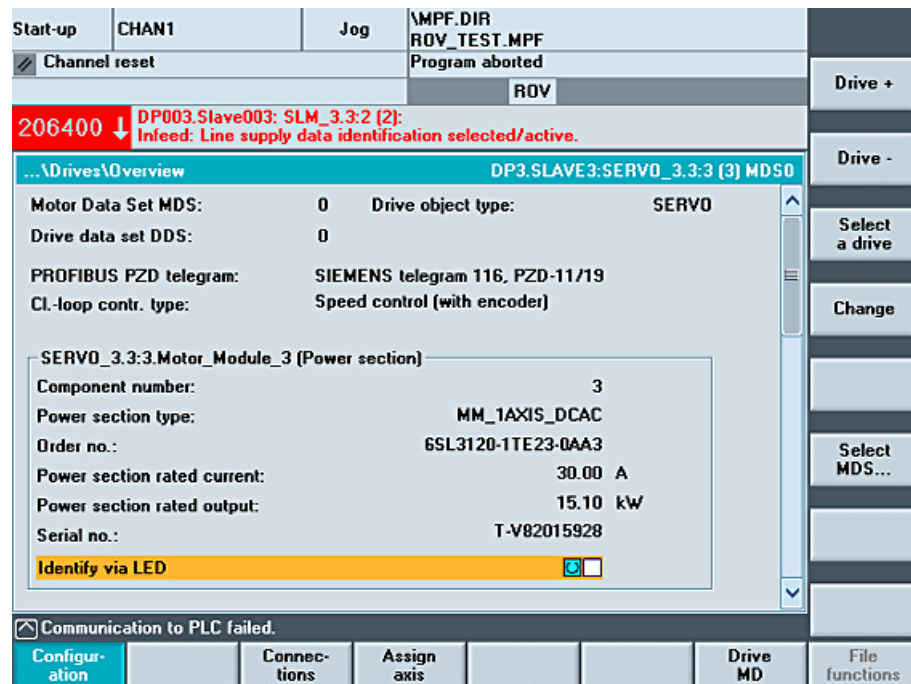 Start-up CHAN1 Jog \MPF.DIR
ROV_TEST.MPF
Channel reset Program aborted
ROV
206400 DP003.Slave003: SLM_3.3:2 (2):
Infeed: Line supply data identification selected/active.
...\Drives\Overview DP3.SLAVE3:SERVO_3.3:3 (3) MDS0
Motor Data Set MDS: 0 Drive object type: SERVO
Drive data set DDS: 0
PROFIBUS PZD telegram: SIEMENS telegram 116, PZD-11/19
Cl.-loop contr. type: Speed control (with encoder)
SERVO_3.3:3.Motor_Module_3 (Power section)
Component number: 3
Power section type: MM_1AXIS_DCAC
Order no.: 6SL3120-1TE23-0AA3
Power section rated current: 30.00 A
Power section rated output: 15.10 kW
Serial no.: T-V82015928
Identify via LED
Communication to PLC failed.
Drive +
Drive -
Select
a drive
Change
Select
MDS...
Configur-
ation
Connec-
tions
Assign
axis
Drive
MD
File
functions